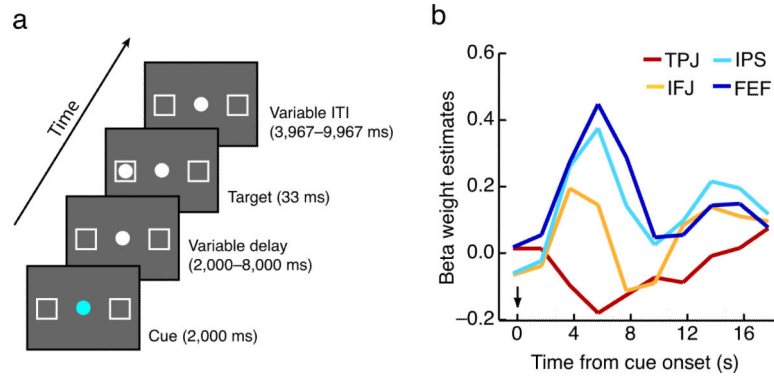 a
Time
Variable ITI
(3,967–9,967 ms)
Target (33 ms)
Variable delay
(2,000–8,000 ms)
Cue (2,000 ms)
b
Beta weight estimates
0.6
0.4
0.2
0.0
−0.2
TPJ
IPS
IFJ
FEF
0
4
8
12
16
Time from cue onset (s)